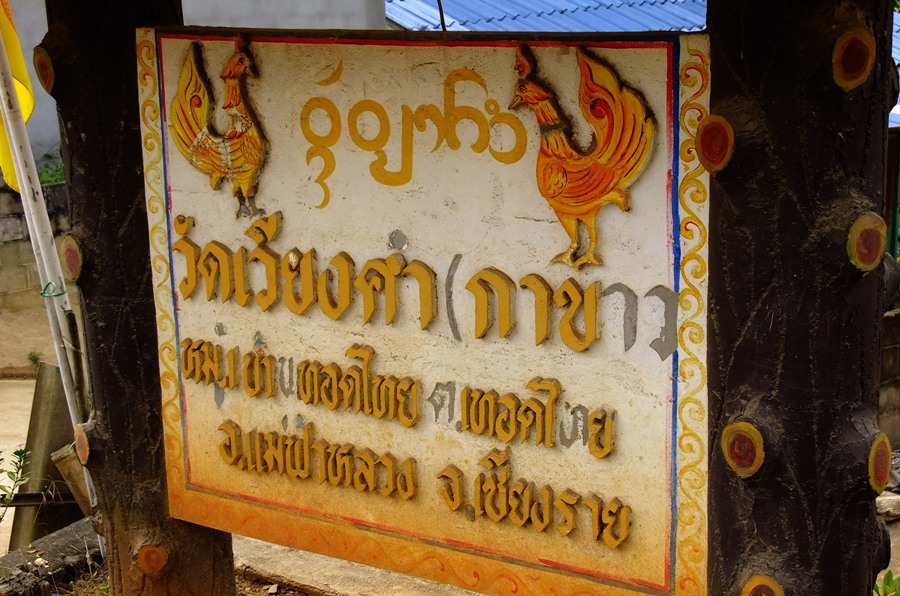 วัดเวียงคำ (กาขาว
หมู่ 1 บ้านเทอดไทย ต.เทอดไทย
อ.แม่ฟ้าหลวง จ.เชียงราย